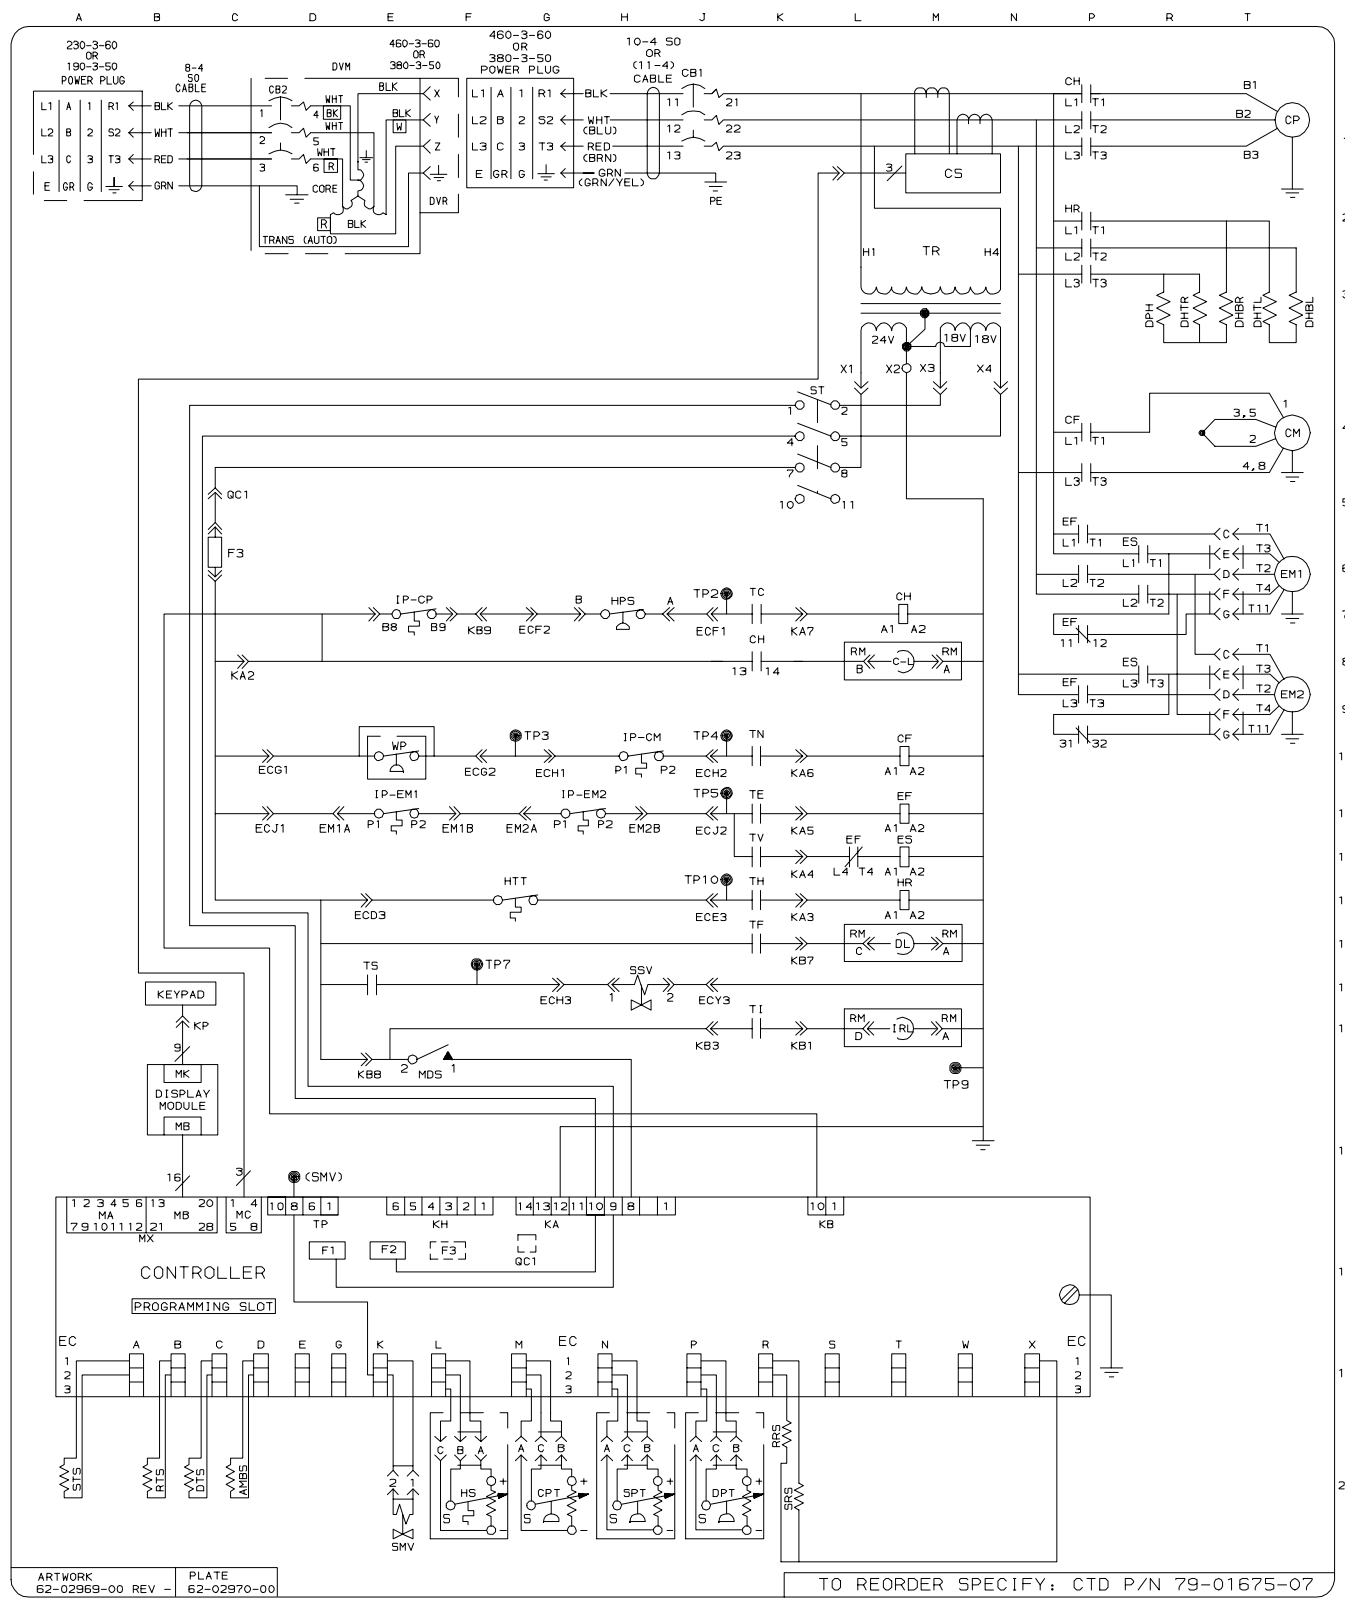 A B C D E F G H J K L M N P R T
230-3-60
OR
190-3-50
POWER PLUG
8-4
SO
CABLE
DVM
460-3-60
OR
380-3-50
460-3-60
OR
380-3-50
POWER PLUG
10-4 SO
OR
(11-4)
CABLE
CB1
CB2
L1 A 1 R1 BLK
L2 B 2 S2 WHT
L3 C 3 T3 RED
E GR G GRN
1 4 WHT BK
2 5 WHT
3 6 WHT R
CORE
R BLK
TRANS (AUTO)
BLK X
BLK W Y
Z
DVR
L1 A 1 R1 BLK
L2 B 2 S2 WHT
(BLU)
L3 C 3 T3 RED
(BRN)
E GR G GRN
(GRN/YEL)
11 21
12 22
13 23
PE
3 CS
H1 TR H4
24V 18V 18V
X1 X2 X3 X4
CH
L1 T1
L2 T2
L3 T3
B1
B2
B3
CP
HR
L1 T1
L2 T2
L3 T3
DPH DHTR DHBR DHTL DHBL
ST
1 2
4 5
7 8
10 11
CF
L1 T1
L3 T3
1
3,5
2
4,8
CM
QC1
F3
EF
L1 T1
ES
L1 T1
L2 T2
L2 T2
EF
11 12
C T1
E T3
D T2
F T4
G T11
EM1
ES
L3 T3
EF
L3 T3
31 32
C T1
E T3
D T2
F T4
G T11
EM2
IP-CP
B8 B9 KB9 ECF2
B HPS A
TP2
ECF1
TC
KA7
CH
A1 A2
KA2
CH
13 14
RM
B
C-L
RM
A
WP
ECG1 ECG2
TP3
ECH1
IP-CM
P1 P2
TP4
ECH2
TN
KA6
CF
A1 A2
ECJ1 EM1A
IP-EM1
P1 P2
EM1B EM2A
IP-EM2
P1 P2
EM2B
TP5
ECJ2
TE
KA5
EF
A1 A2
TV
KA4
EF
L4 T4
ES
A1 A2
ECD3
HTT
TP10
ECE3
TH
KA3
HR
A1 A2
TF
KB7
RM
C
DL
RM
A
TS
TP7
ECH3
1 SSV 2
ECY3
KB3
TI
KB1
RM
D
IRL
RM
A
KB8
2 MDS 1
TP9
KEYPAD
KP
9
MK
DISPLAY
MODULE
MB
16
3
(SMV)
1 2 3 4 5 6
MA
7 9 10 11 12
13 20
MB
21 28
MX
1 4
MC
5 8
10 8 6 1
TP
6 5 4 3 2 1
KH
14 13 12 11 10 9 8 1
KA
10 1
KB
F1 F2 F3 QC1
CONTROLLER
PROGRAMMING SLOT
EC A B C D E G K L M EC N P R S T W X EC
1 1 1
2 2 2
3 3 3
STS RTS DTS AMBS
2 1
SMV
C B A
HS
S + -
A C B
CPT
S + -
A C B
SPT
S
A C B
DPT
S + -
RRS
SRS
ARTWORK
62-02969-00 REV -
PLATE
62-02970-00
TO REORDER SPECIFY: CTD P/N 79-01675-07